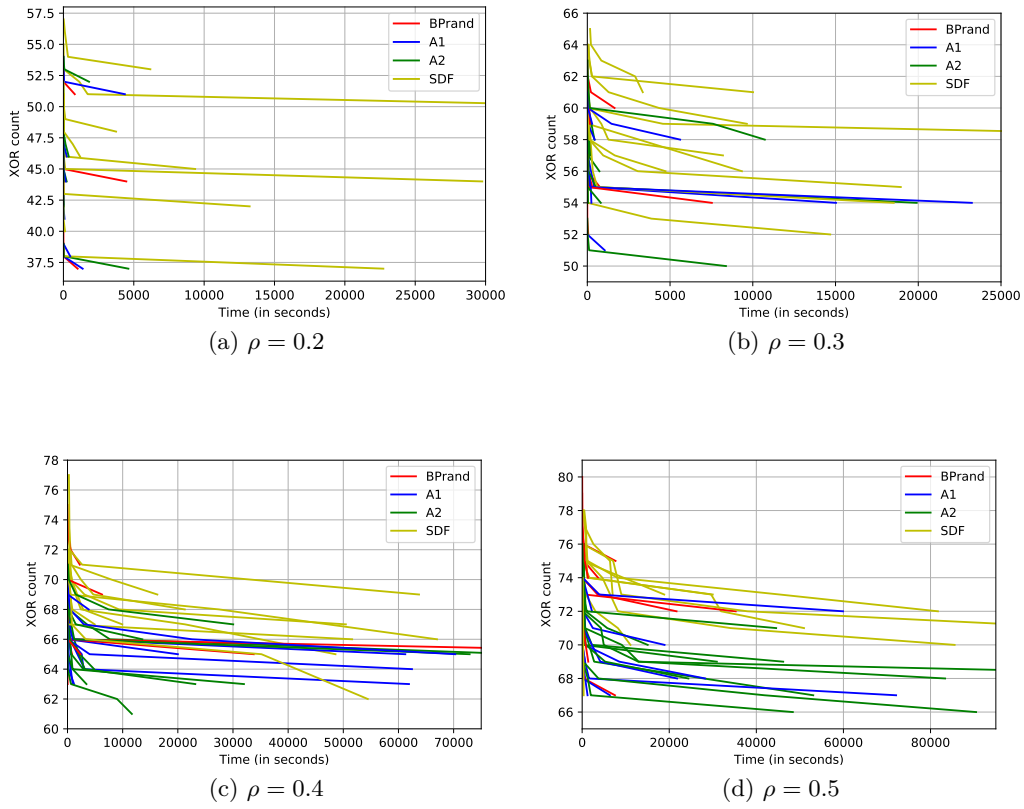 57.5
55.0
52.5
50.0
47.5
45.0
42.5
40.0
37.5
XOR count
0 5000 10000 15000 20000 25000 30000
Time (in seconds)
BPrand
A1
A2
SDF
(a) ρ = 0.2
66
64
62
60
58
56
54
52
50
XOR count
0 5000 10000 15000 20000 25000
Time (in seconds)
BPrand
A1
A2
SDF
(b) ρ = 0.3
78
76
74
72
70
68
66
64
62
60
XOR count
0 10000 20000 30000 40000 50000 60000 70000
Time (in seconds)
BPrand
A1
A2
SDF
(c) ρ = 0.4
80
78
76
74
72
70
68
66
XOR count
0 20000 40000 60000 80000
Time (in seconds)
BPrand
A1
A2
SDF
(d) ρ = 0.5